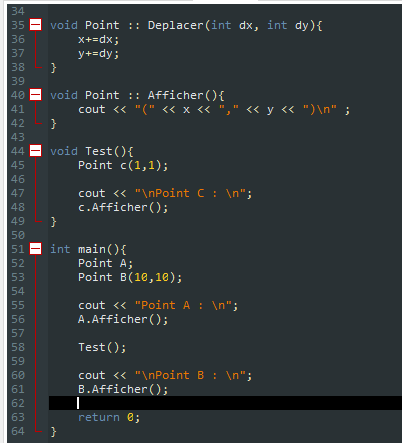 34
35 void Point :: Deplacer(int dx, int dy){
36     x+=dx;
37     y+=dy;
38 }
39
40 void Point :: Afficher(){
41     cout << "(" << x << "," << y << ")\n" ;
42 }
43
44 void Test(){
45     Point c(1,1);
46
47     cout << "\nPoint C : \n";
48     c.Afficher();
49 }
50
51 int main(){
52     Point A;
53     Point B(10,10);
54
55     cout << "Point A : \n";
56     A.Afficher();
57
58     Test();
59
60     cout << "\nPoint B : \n";
61     B.Afficher();
62
63     return 0;
64 }